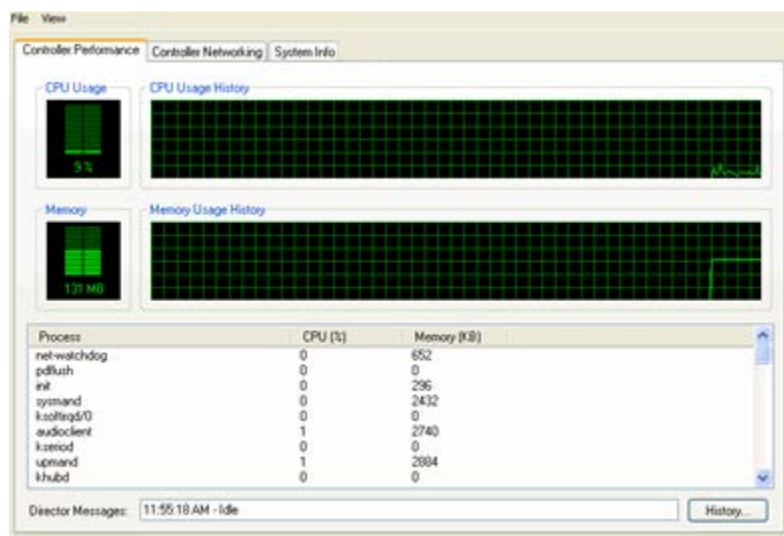 File View
Controller Performance Controller Networking System Info
CPU Usage CPU Usage History
9 %
Memory Memory Usage History
131 MB
Process CPU (%) Memory (KB)
net-watchdog 0 652
pdflush 0 0
init 0 296
sysmand 0 2432
ksoftirqd/0 0 0
audioclient 1 2740
kseriod 0 0
upmand 1 2884
khubd 0 0
Director Messages: 11:55:18 AM - Idle History...